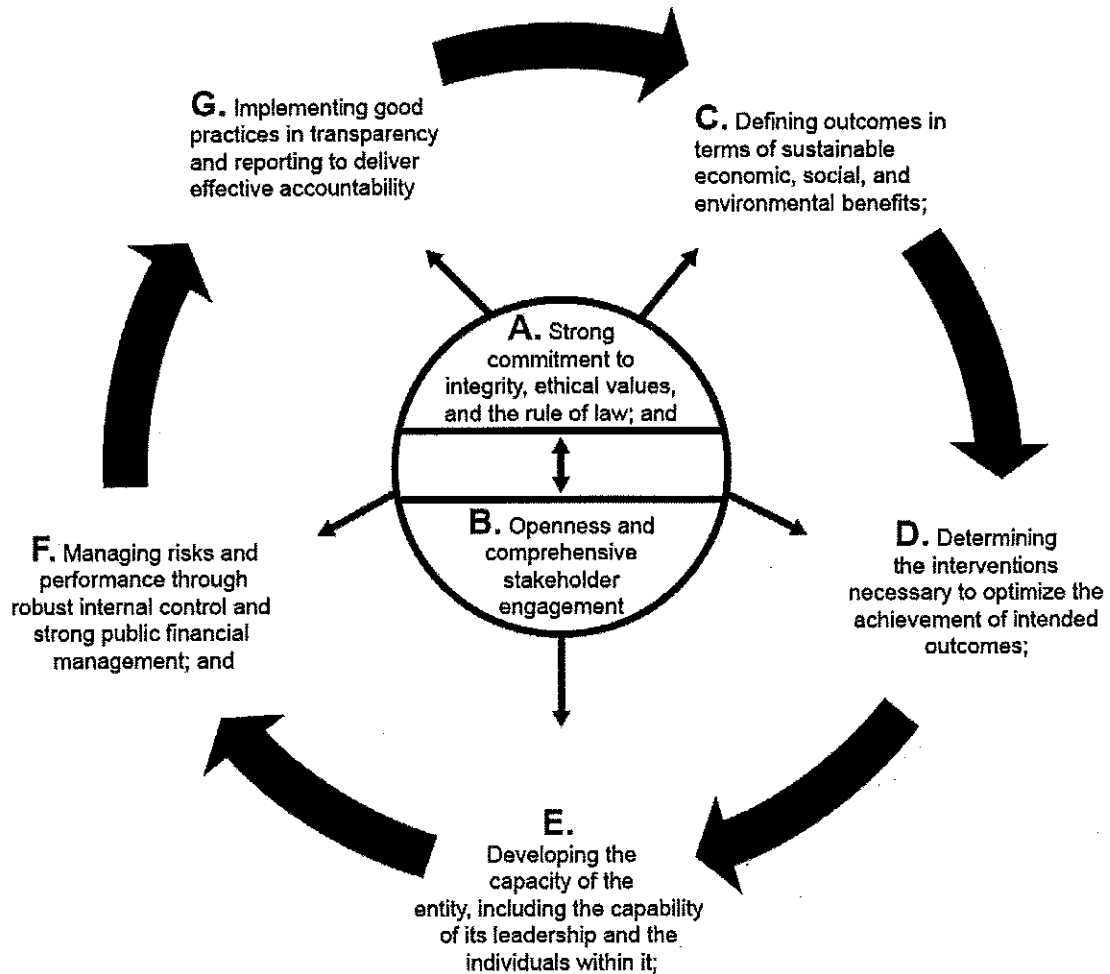 G. Implementing good
practices in transparency
and reporting to deliver
effective accountability
C. Defining outcomes in
terms of sustainable
economic, social, and
environmental benefits;
A. Strong
commitment to
integrity, ethical values,
and the rule of law; and
B. Openness and
comprehensive
stakeholder
engagement
F. Managing risks and
performance through
robust internal control and
strong public financial
management; and
D. Determining
the interventions
necessary to optimize the
achievement of intended
outcomes;
E.
Developing the
capacity of the
entity, including the capability
of its leadership and the
individuals within it;